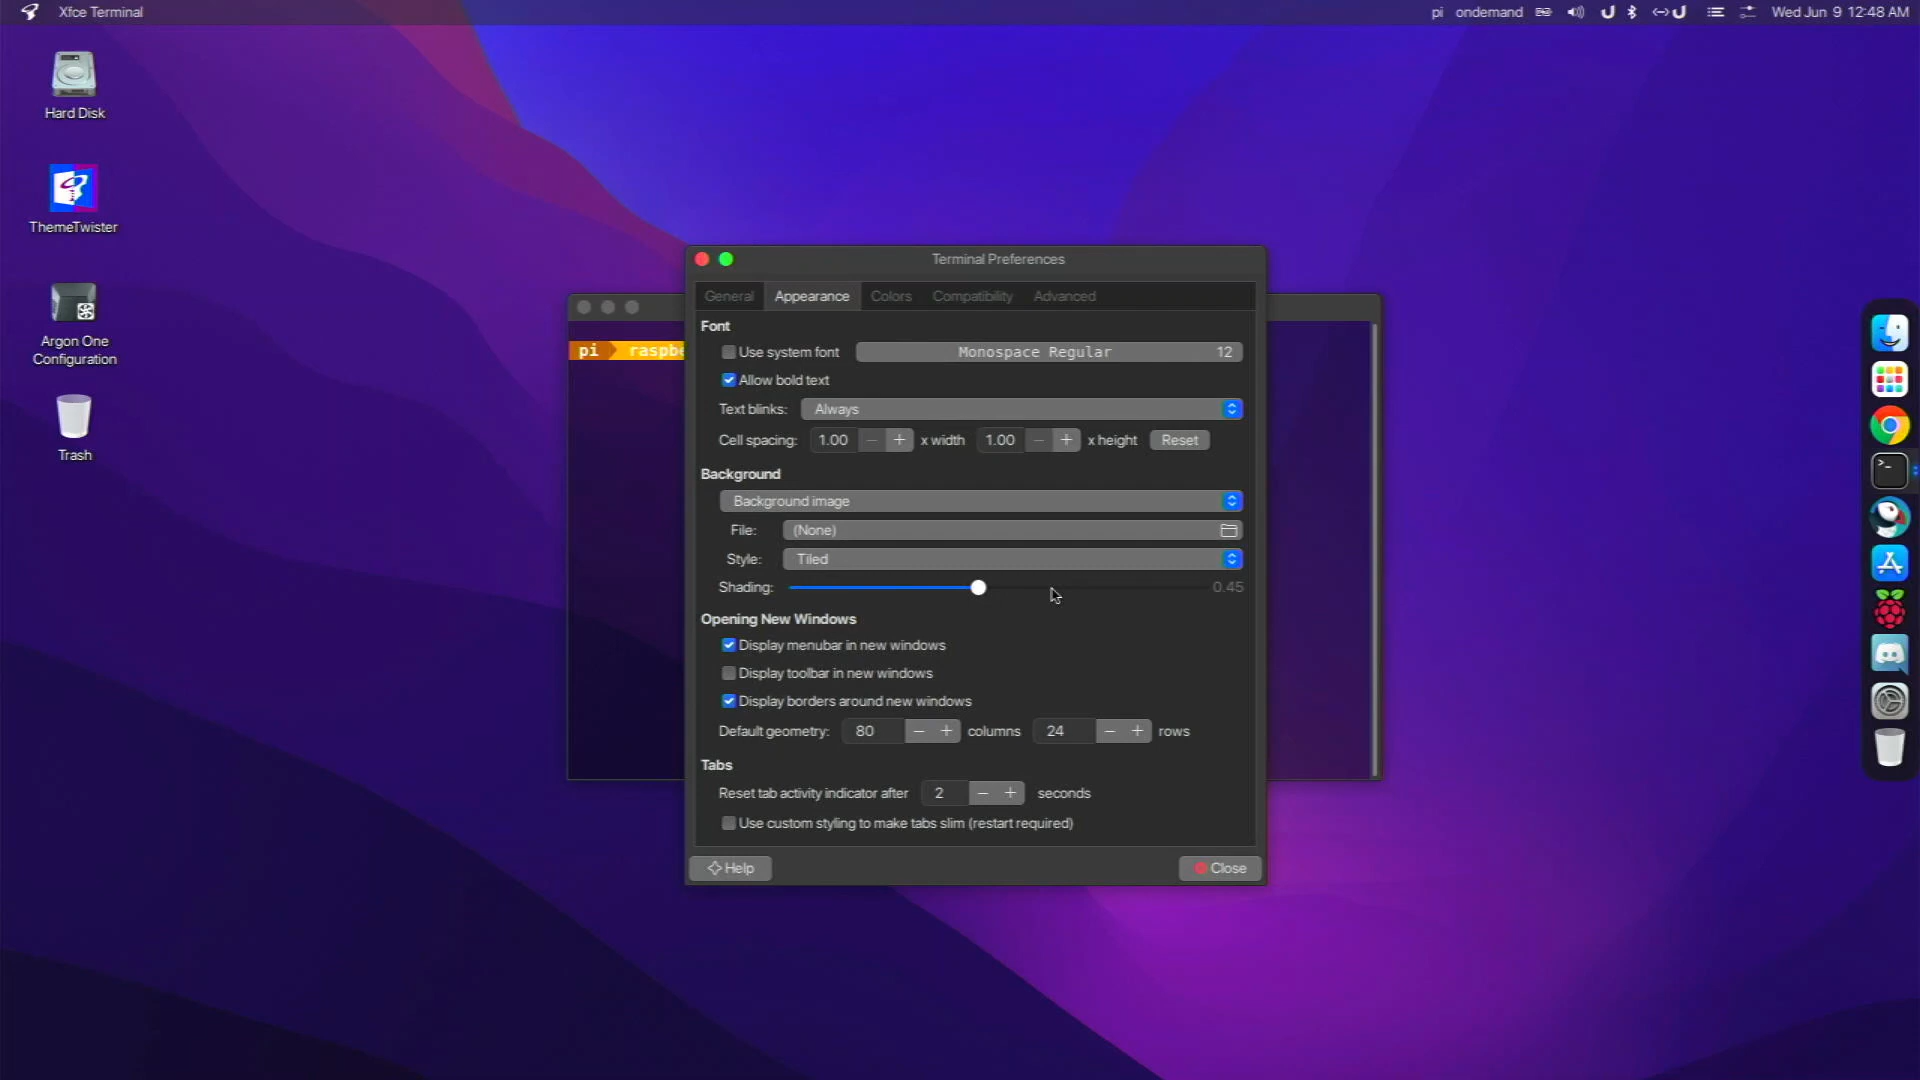 Xfce Terminal
pi ondemand Wed Jun 9 12:48 AM
Hard Disk
ThemeTwister
Argon One
Configuration
Trash
pi raspbe
Terminal Preferences
General Appearance Colors Compatibility Advanced
Font
Use system font Monospace Regular 12
Allow bold text
Text blinks: Always
Cell spacing: 1.00 − + x width 1.00 − + x height Reset
Background
Background image
File: (None)
Style: Tiled
Shading: 0.45
Opening New Windows
Display menubar in new windows
Display toolbar in new windows
Display borders around new windows
Default geometry: 80 − + columns 24 − + rows
Tabs
Reset tab activity indicator after 2 − + seconds
Use custom styling to make tabs slim (restart required)
Help Close